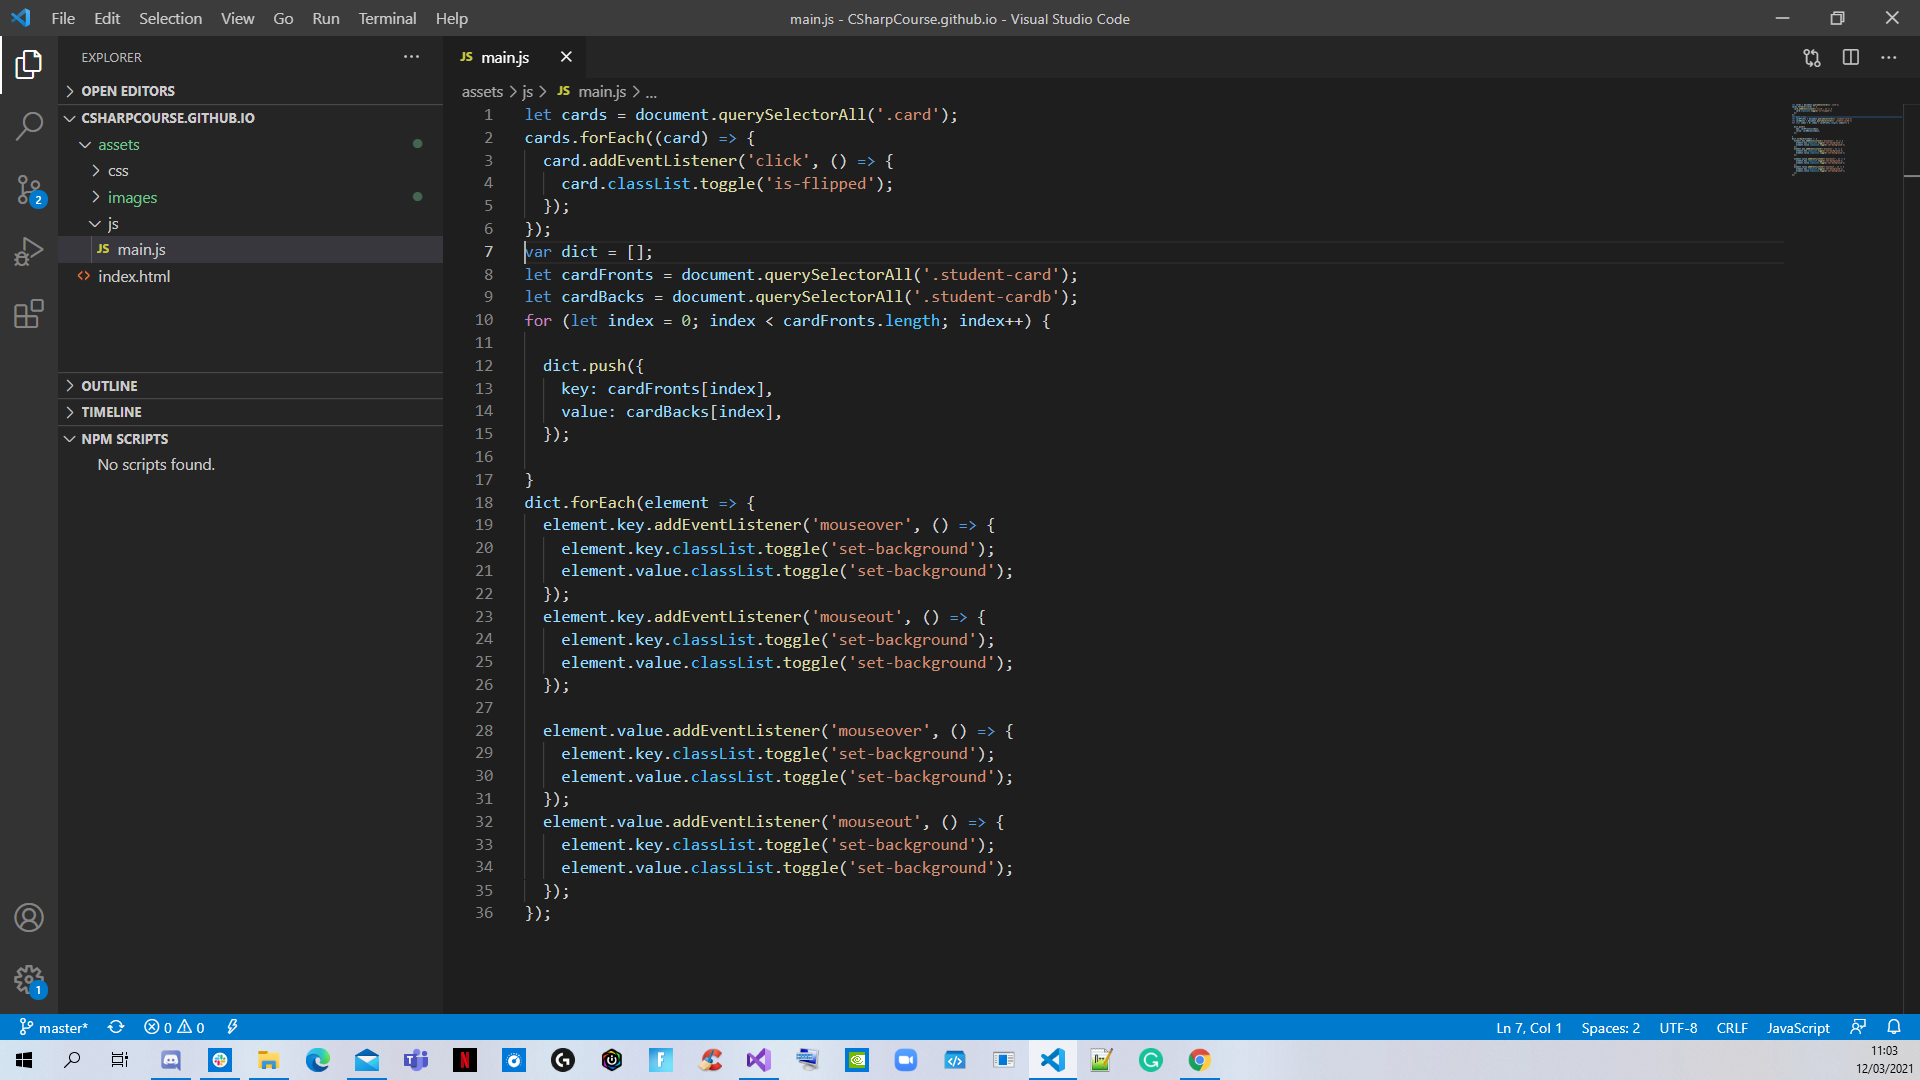 File Edit Selection View Go Run Terminal Help
main.js - CSharpCourse.github.io - Visual Studio Code
EXPLORER
OPEN EDITORS
CSHARPCOURSE.GITHUB.IO
assets
css
images
js
JS main.js
<> index.html
OUTLINE
TIMELINE
NPM SCRIPTS
No scripts found.
2
1
JS main.js
assets > js > JS main.js > ...
1 let cards = document.querySelectorAll('.card');
2 cards.forEach((card) => {
3   card.addEventListener('click', () => {
4     card.classList.toggle('is-flipped');
5   });
6 });
7 var dict = [];
8 let cardFronts = document.querySelectorAll('.student-card');
9 let cardBacks = document.querySelectorAll('.student-cardb');
10 for (let index = 0; index < cardFronts.length; index++) {
11
12   dict.push({
13     key: cardFronts[index],
14     value: cardBacks[index],
15   });
16
17 }
18 dict.forEach(element => {
19   element.key.addEventListener('mouseover', () => {
20     element.key.classList.toggle('set-background');
21     element.value.classList.toggle('set-background');
22   });
23   element.key.addEventListener('mouseout', () => {
24     element.key.classList.toggle('set-background');
25     element.value.classList.toggle('set-background');
26   });
27
28   element.value.addEventListener('mouseover', () => {
29     element.key.classList.toggle('set-background');
30     element.value.classList.toggle('set-background');
31   });
32   element.value.addEventListener('mouseout', () => {
33     element.key.classList.toggle('set-background');
34     element.value.classList.toggle('set-background');
35   });
36 });
master* 0 0 Ln 7, Col 1 Spaces: 2 UTF-8 CRLF JavaScript
11:03
12/03/2021